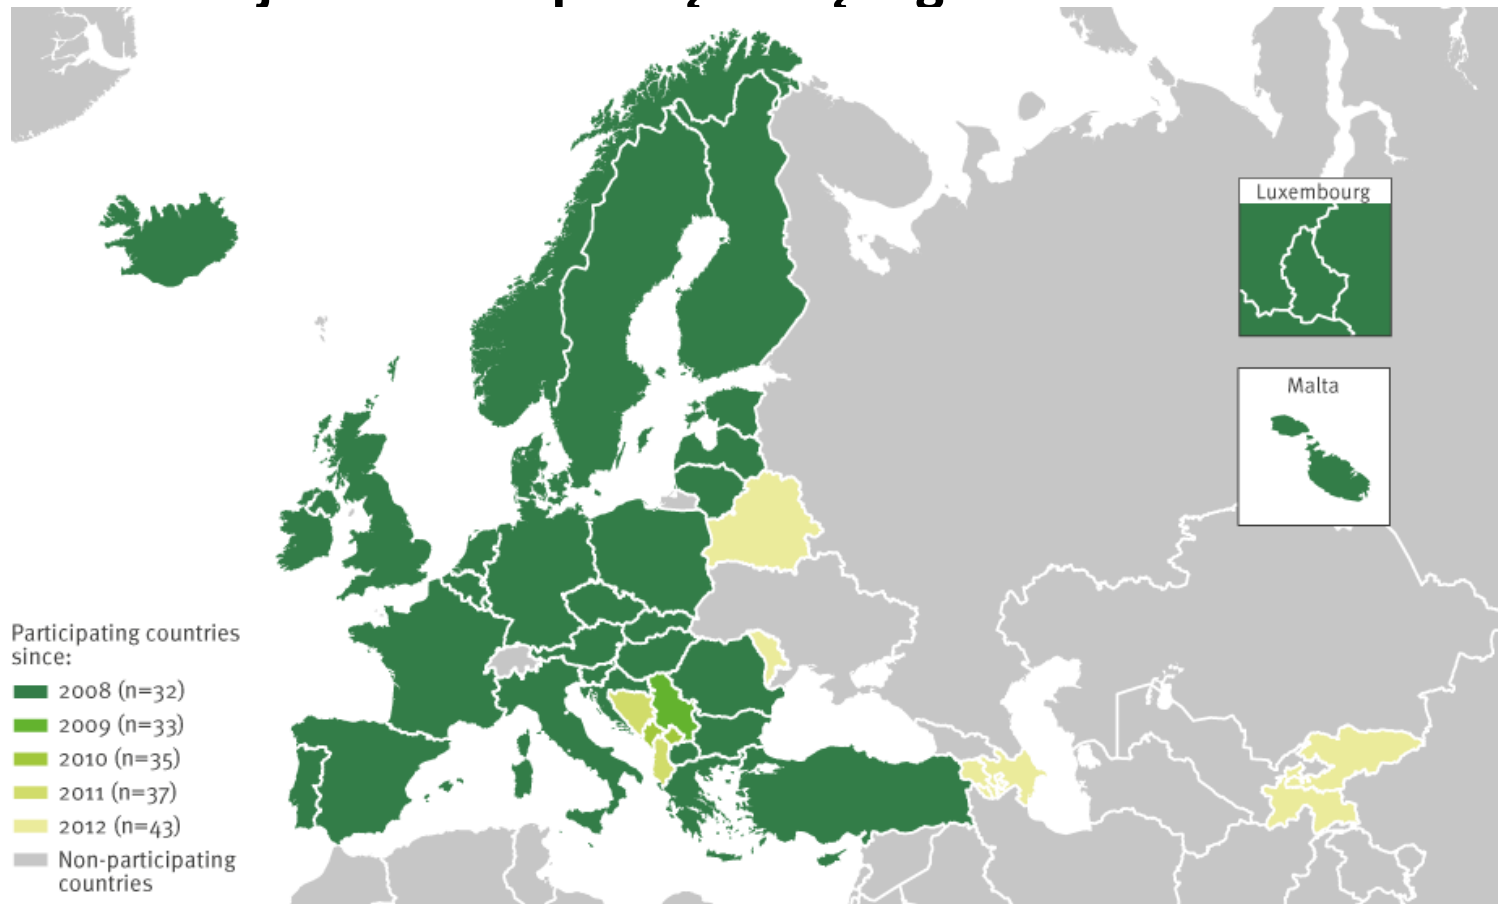 Luxembourg
Malta
Participating countries
since:
2008 (n=32)
2009 (n=33)
2010 (n=35)
2011 (n=37)
2012 (n=43)
Non-participating
countries